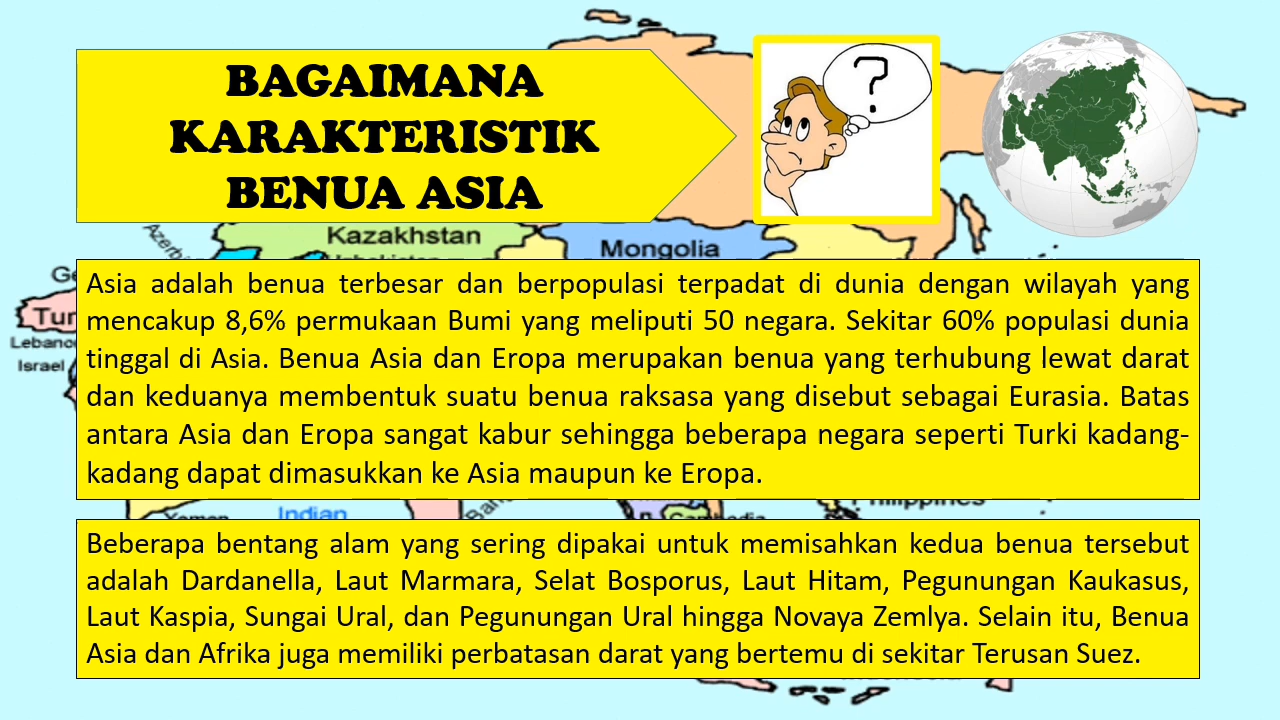 BAGAIMANA
KARAKTERISTIK
BENUA ASIA
?
Kazakhstan
Mongolia
Asia adalah benua terbesar dan berpopulasi terpadat di dunia dengan wilayah yang
mencakup 8,6% permukaan Bumi yang meliputi 50 negara. Sekitar 60% populasi dunia
tinggal di Asia. Benua Asia dan Eropa merupakan benua yang terhubung lewat darat
dan keduanya membentuk suatu benua raksasa yang disebut sebagai Eurasia. Batas
antara Asia dan Eropa sangat kabur sehingga beberapa negara seperti Turki kadang-
kadang dapat dimasukkan ke Asia maupun ke Eropa.
Israel
Indian
Beberapa bentang alam yang sering dipakai untuk memisahkan kedua benua tersebut
adalah Dardanella, Laut Marmara, Selat Bosporus, Laut Hitam, Pegunungan Kaukasus,
Laut Kaspia, Sungai Ural, dan Pegunungan Ural hingga Novaya Zemlya. Selain itu, Benua
Asia dan Afrika juga memiliki perbatasan darat yang bertemu di sekitar Terusan Suez.